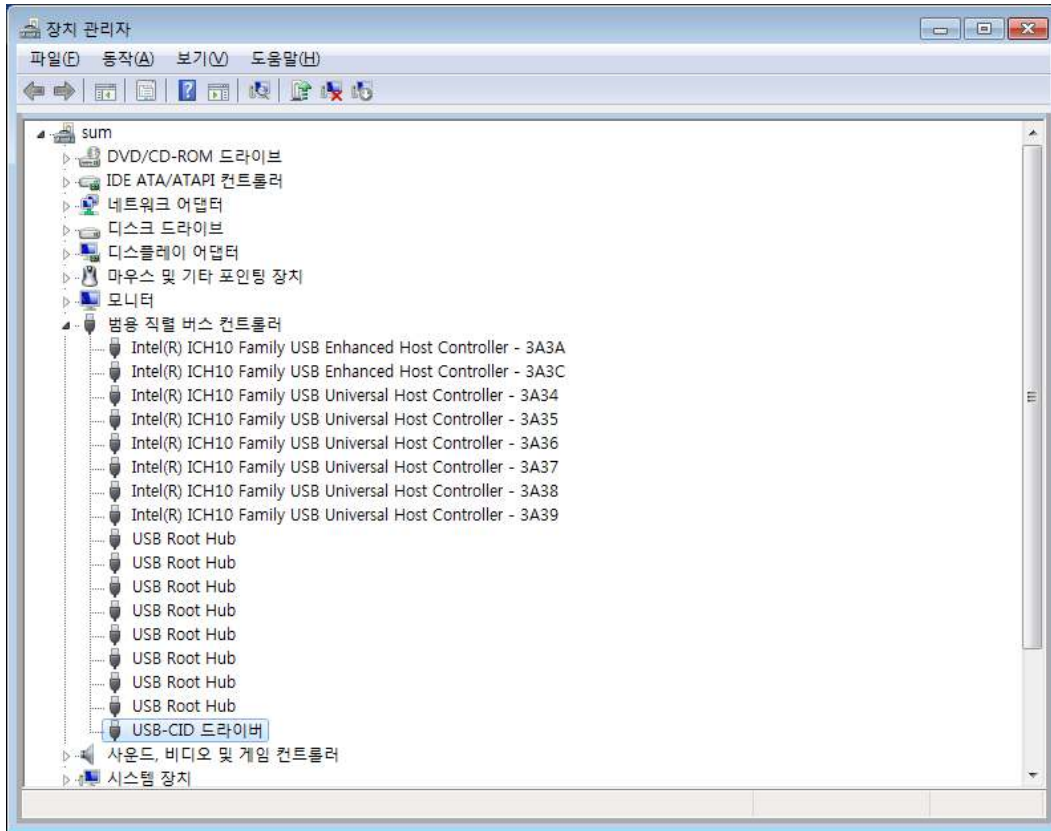 장치 관리자
파일(F) 동작(A) 보기(V) 도움말(H)
sum
DVD/CD-ROM 드라이브
IDE ATA/ATAPI 컨트롤러
네트워크 어댑터
디스크 드라이브
디스플레이 어댑터
마우스 및 기타 포인팅 장치
모니터
범용 직렬 버스 컨트롤러
Intel(R) ICH10 Family USB Enhanced Host Controller - 3A3A
Intel(R) ICH10 Family USB Enhanced Host Controller - 3A3C
Intel(R) ICH10 Family USB Universal Host Controller - 3A34
Intel(R) ICH10 Family USB Universal Host Controller - 3A35
Intel(R) ICH10 Family USB Universal Host Controller - 3A36
Intel(R) ICH10 Family USB Universal Host Controller - 3A37
Intel(R) ICH10 Family USB Universal Host Controller - 3A38
Intel(R) ICH10 Family USB Universal Host Controller - 3A39
USB Root Hub
USB Root Hub
USB Root Hub
USB Root Hub
USB Root Hub
USB Root Hub
USB Root Hub
USB Root Hub
USB-CID 드라이버
사운드, 비디오 및 게임 컨트롤러
시스템 장치